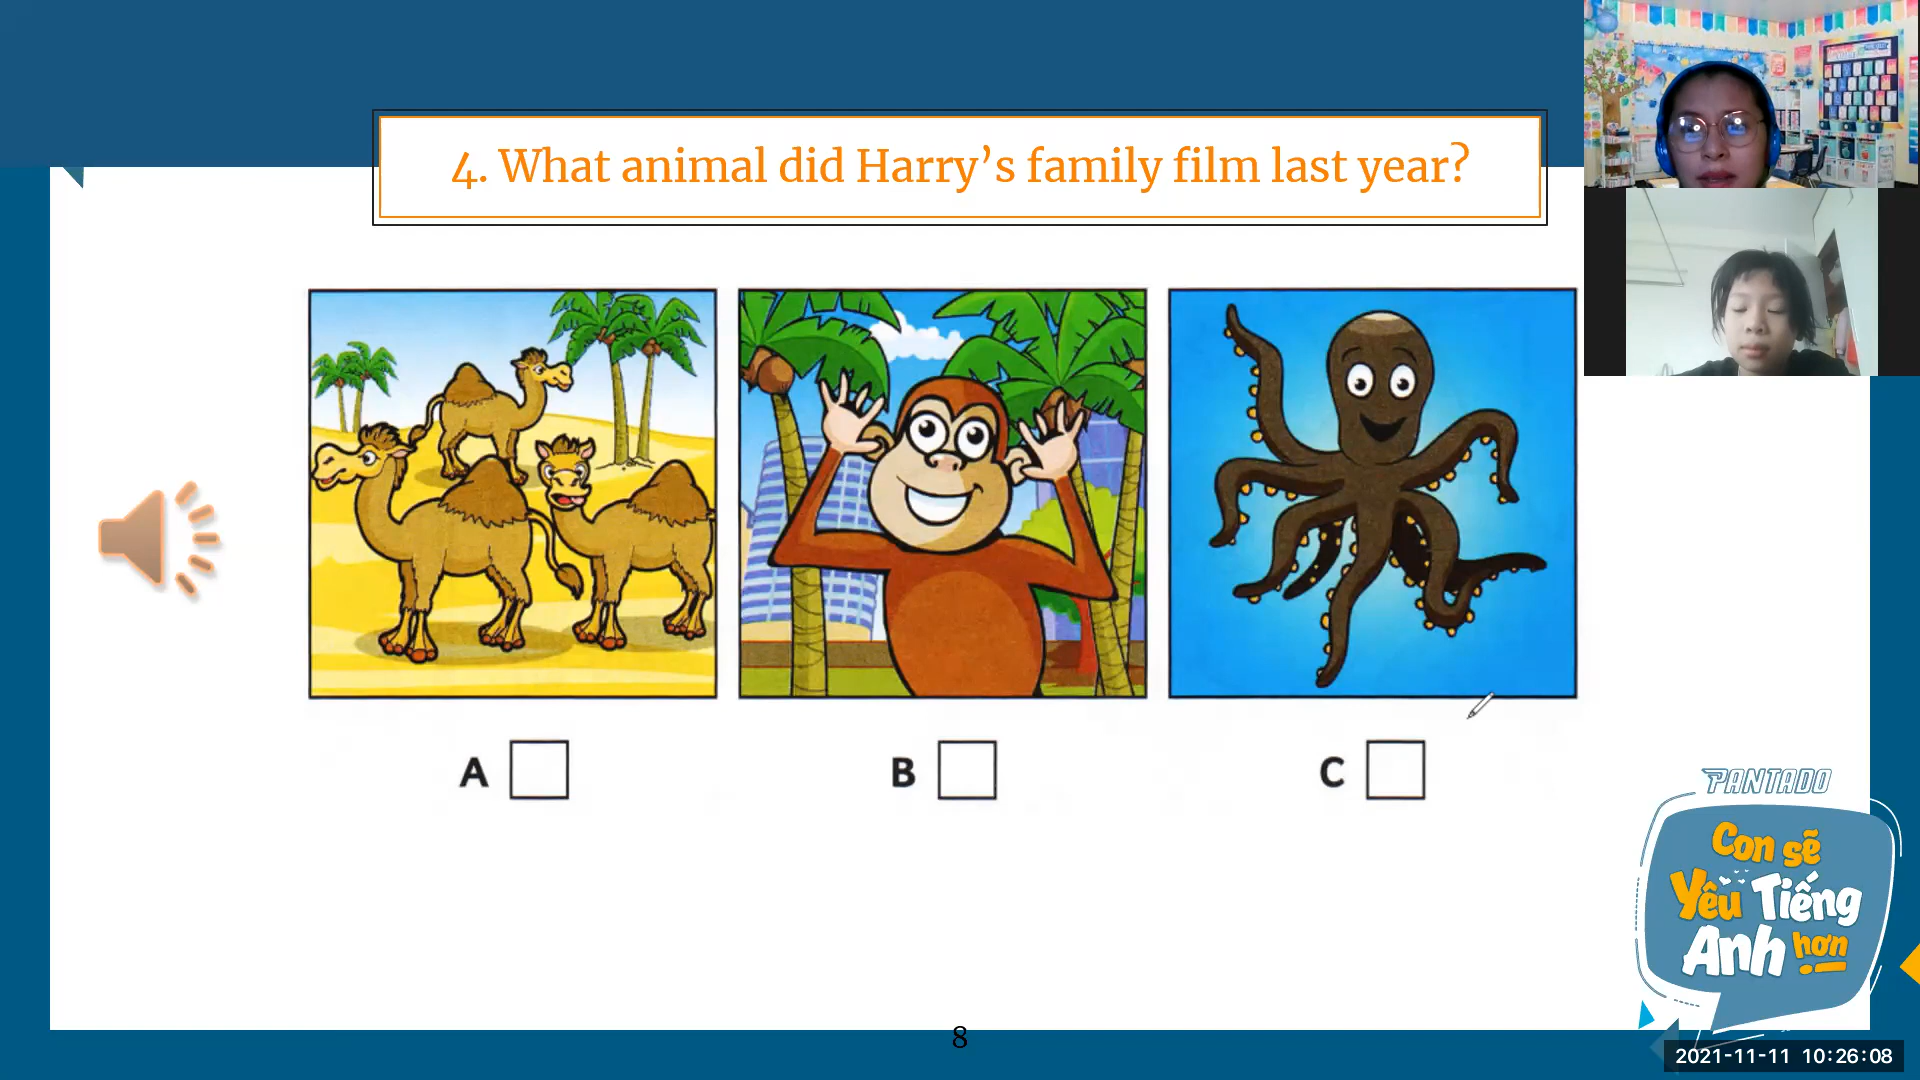 4. What animal did Harry’s family film last year?
A
B
C
PANTADO
Con sẽ
Yêu Tiếng
Anh hơn
8
2021-11-11 10:26:08